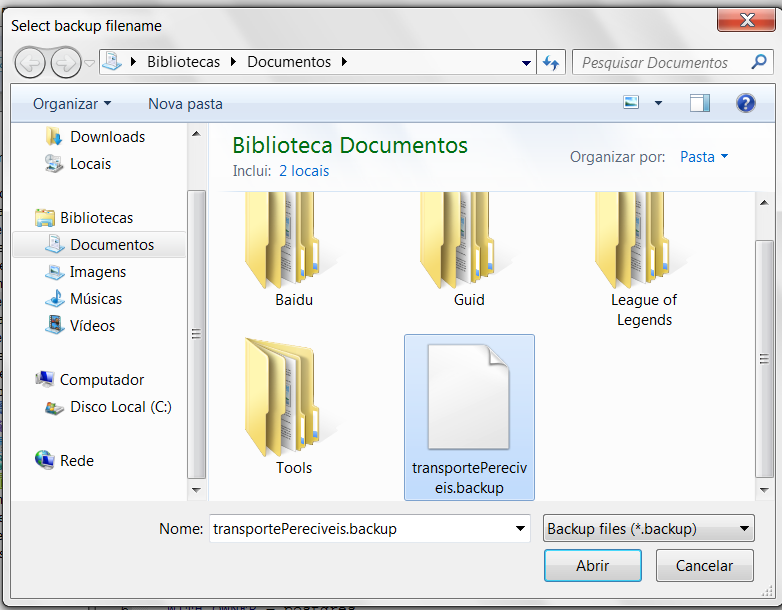 Select backup filename
Bibliotecas Documentos
Pesquisar Documentos
Organizar
Nova pasta
Downloads
Locais
Bibliotecas
Documentos
Imagens
Músicas
Vídeos
Computador
Disco Local (C:)
Rede
Biblioteca Documentos
Inclui: 2 locais
Organizar por: Pasta
Baidu
Guid
League of
Legends
Tools
transportePereciv
eis.backup
Nome: transportePereciveis.backup
Backup files (*.backup)
Abrir
Cancelar